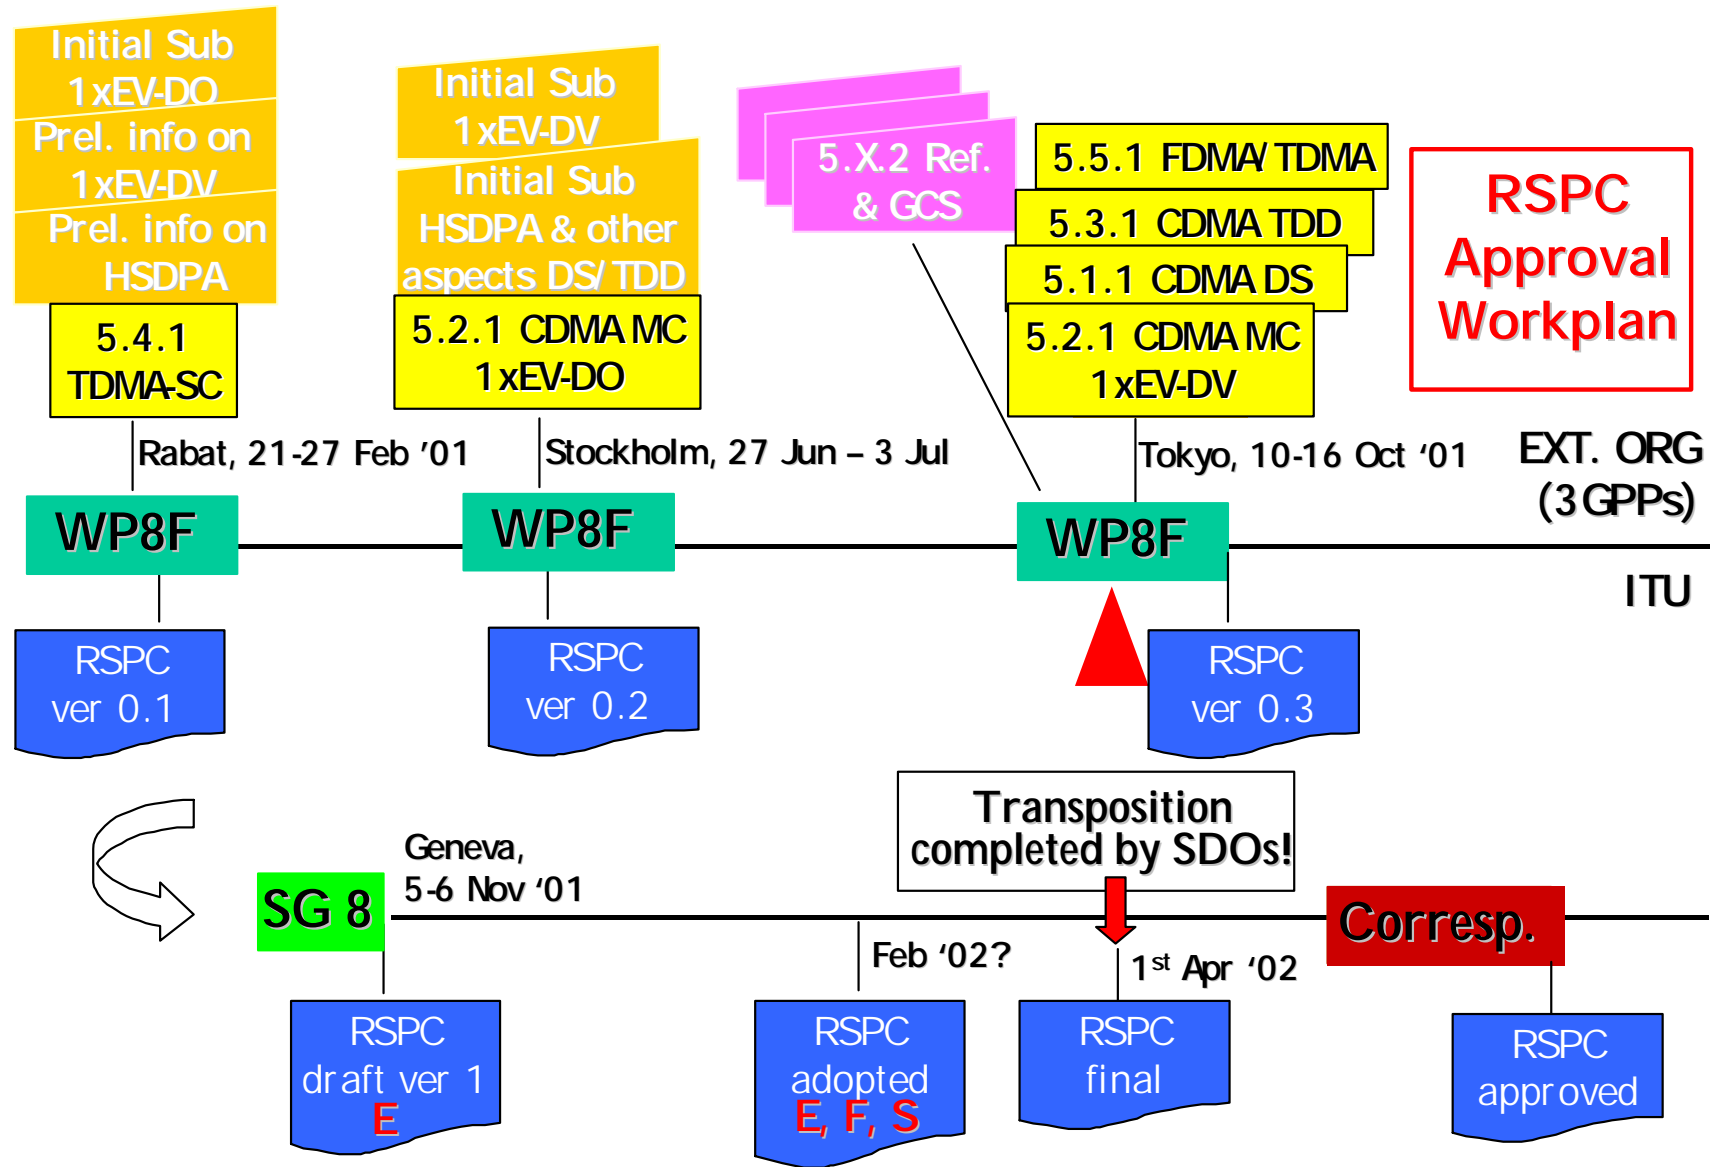 Initial Sub
1xEV-DO
Prel. info on
1xEV-DV
Prel. info on
HSDPA
5.4.1
TDMA-SC
Initial Sub
1xEV-DV
Initial Sub
HSDPA & other
aspects DS/TDD
5.2.1 CDMA MC
1xEV-DO
5.X.2 Ref.
& GCS
5.5.1 FDMA/TDMA
5.3.1 CDMA TDD
5.1.1 CDMA DS
5.2.1 CDMA MC
1xEV-DV
RSPC
Approval
Workplan
Rabat, 21-27 Feb '01
Stockholm, 27 Jun – 3 Jul
Tokyo, 10-16 Oct '01
EXT. ORG
(3GPPs)
WP8F
WP8F
WP8F
ITU
RSPC
ver 0.1
RSPC
ver 0.2
RSPC
ver 0.3
Transposition
completed by SDOs!
Geneva,
5-6 Nov '01
SG 8
Corresp.
Feb '02?
1st Apr '02
RSPC
draft ver 1
E
RSPC
adopted
E, F, S
RSPC
final
RSPC
approved